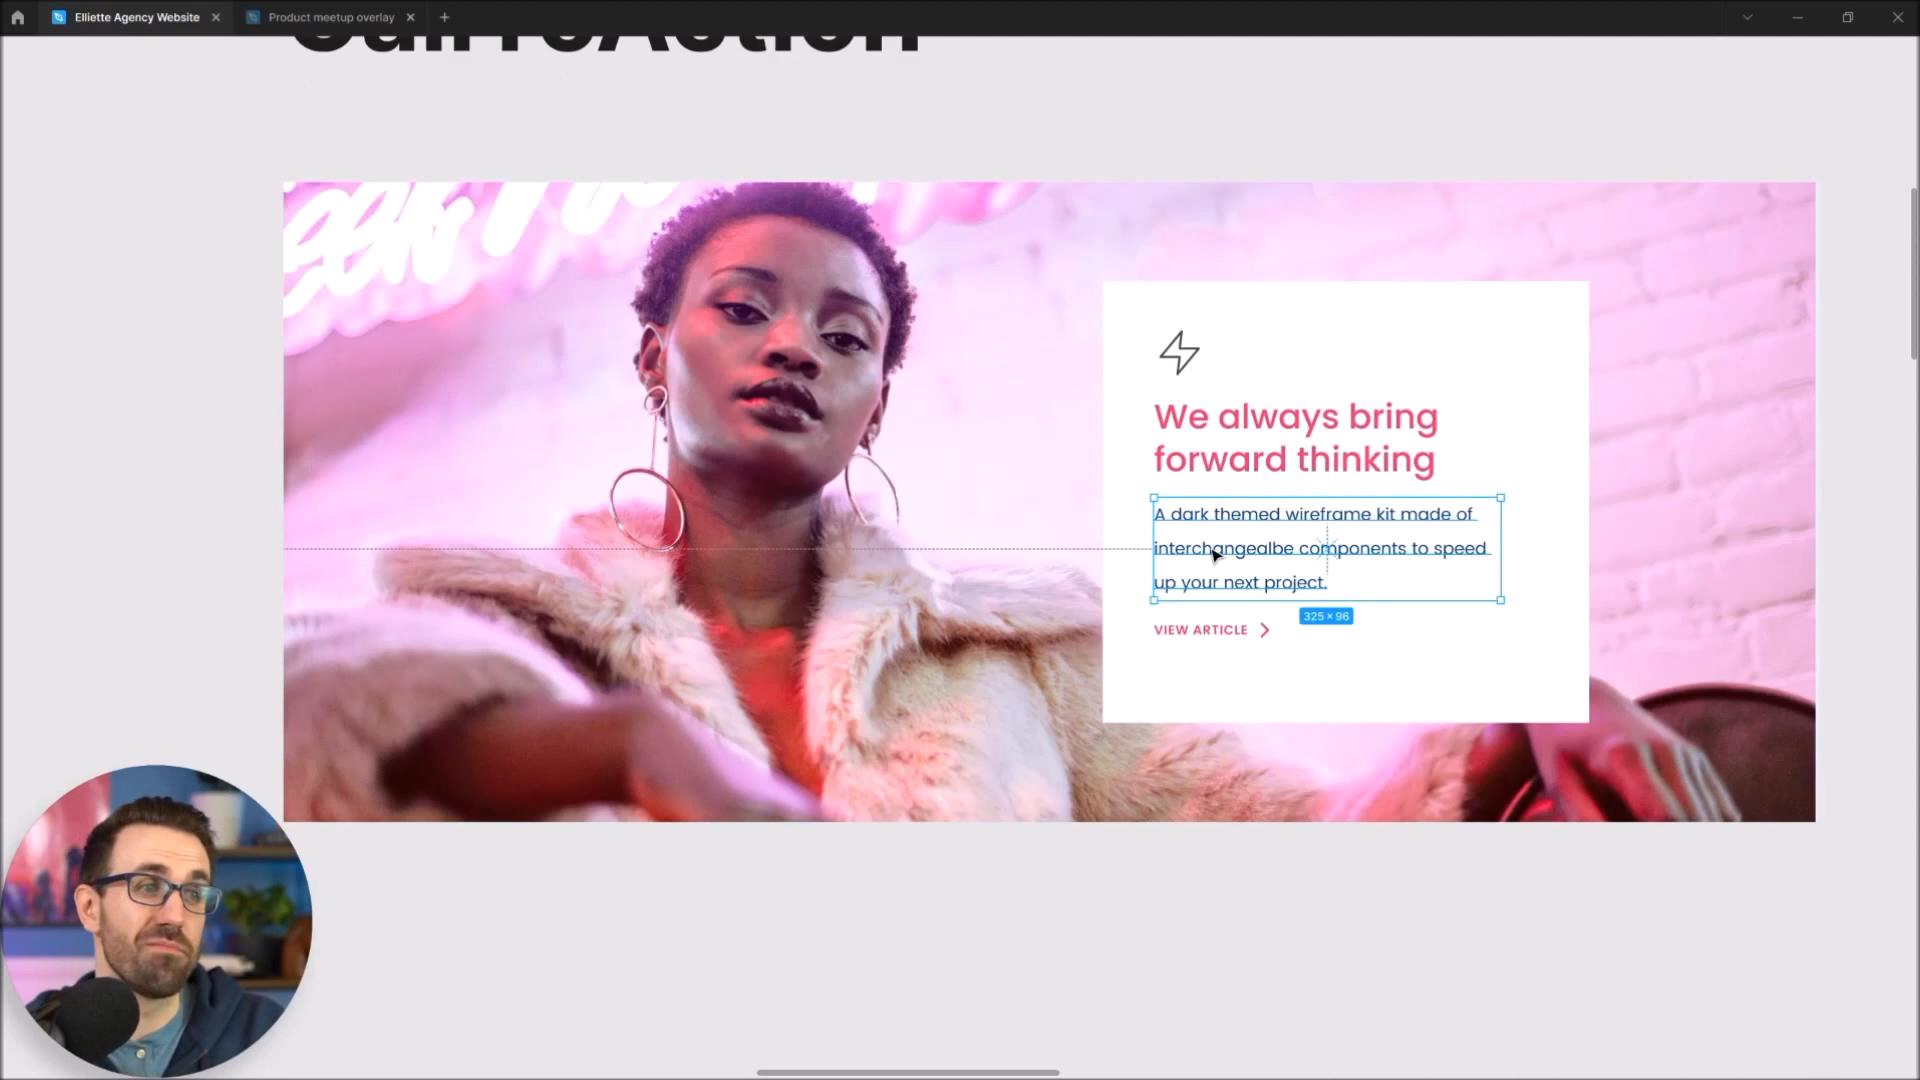 Elliette Agency Website
Product meetup overlay
CallToAction
We always bring
forward thinking
A dark themed wireframe kit made of
interchangealbe components to speed
up your next project.
325 × 96
VIEW ARTICLE